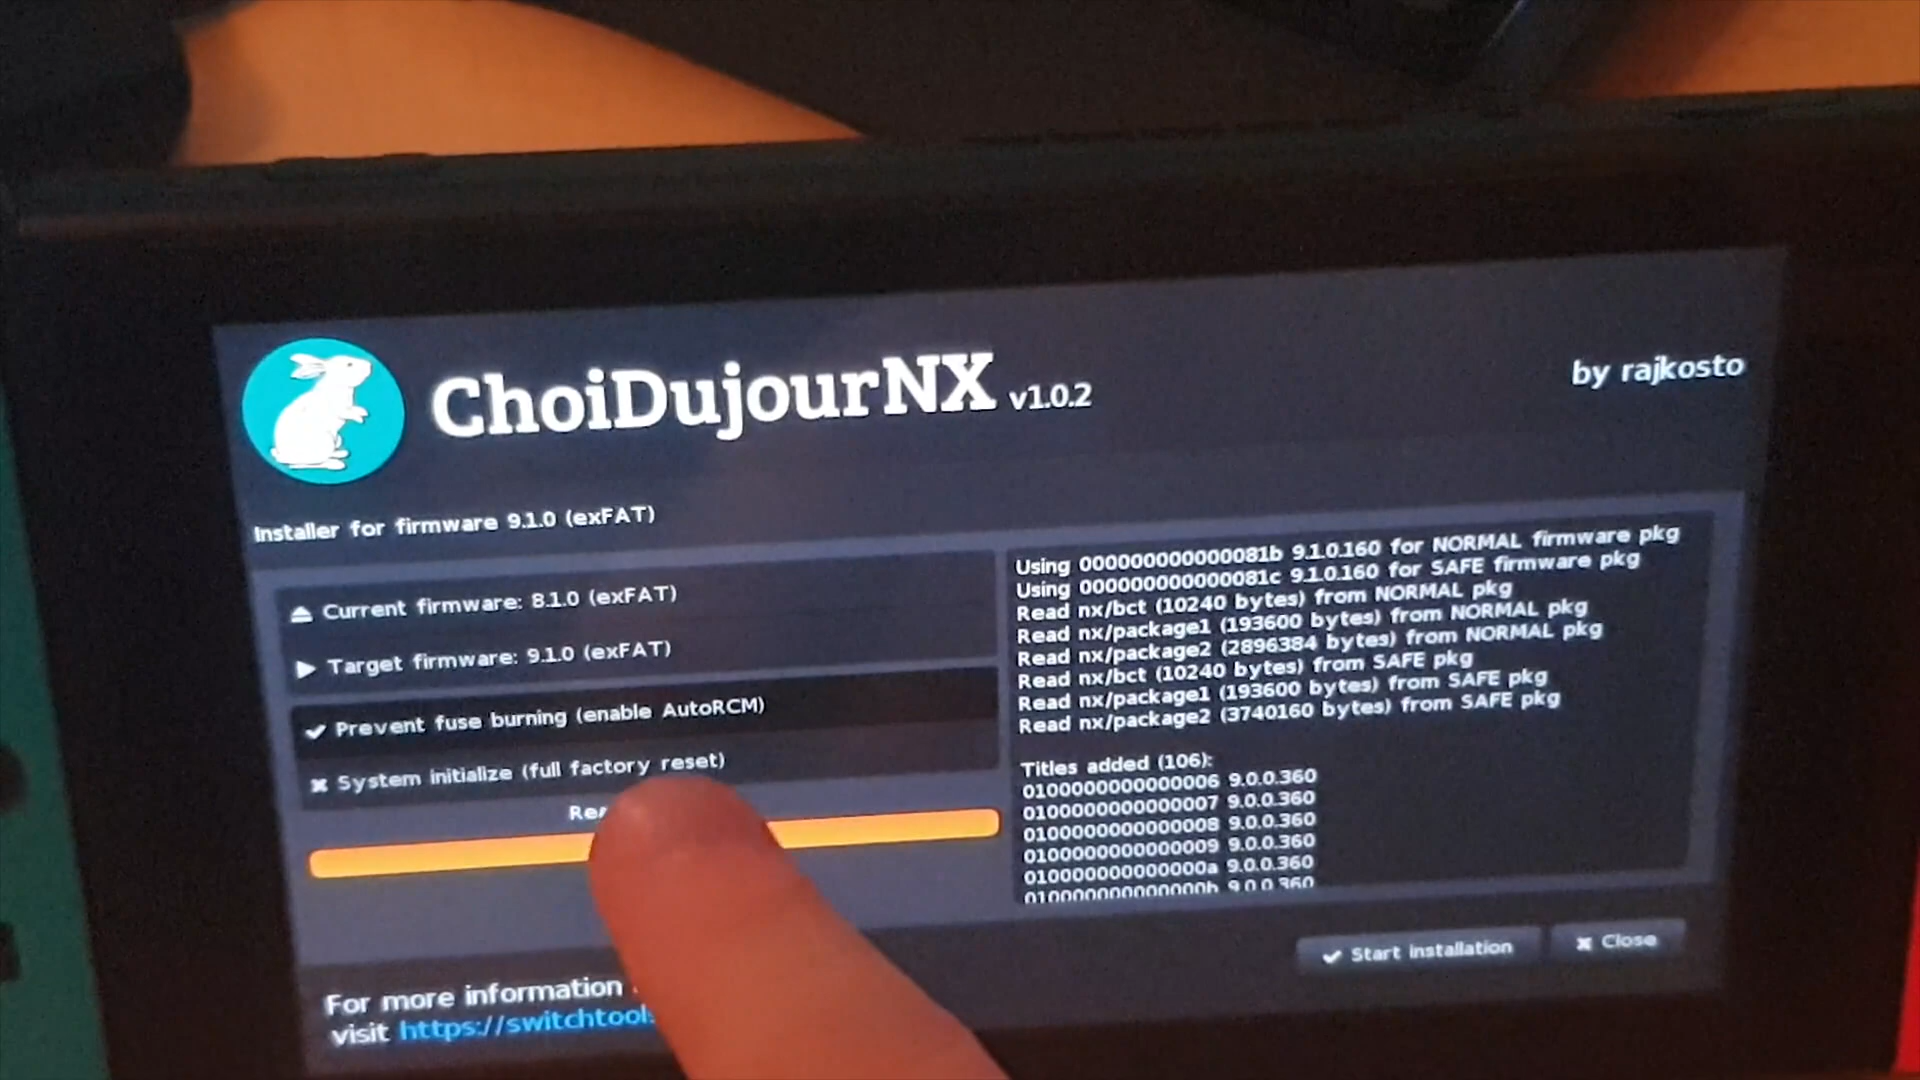 ChoiDujourNX v1.0.2
by rajkosto
Installer for firmware 9.1.0 (exFAT)
Current firmware: 8.1.0 (exFAT)
Target firmware: 9.1.0 (exFAT)
Prevent fuse burning (enable AutoRCM)
System initialize (full factory reset)
Using 000000000000081b 9.1.0.160 for NORMAL firmware pkg
Using 000000000000081c 9.1.0.160 for SAFE firmware pkg
Read nx/bct (10240 bytes) from NORMAL pkg
Read nx/package1 (193600 bytes) from NORMAL pkg
Read nx/package2 (2896384 bytes) from NORMAL pkg
Read nx/bct (10240 bytes) from SAFE pkg
Read nx/package1 (193600 bytes) from SAFE pkg
Read nx/package2 (3740160 bytes) from SAFE pkg
Titles added (106):
0100000000000006 9.0.0.360
0100000000000007 9.0.0.360
0100000000000008 9.0.0.360
0100000000000009 9.0.0.360
010000000000000a 9.0.0.360
010000000000000b 9.0.0.360
Start installation
Close
For more information
visit https://switchtools